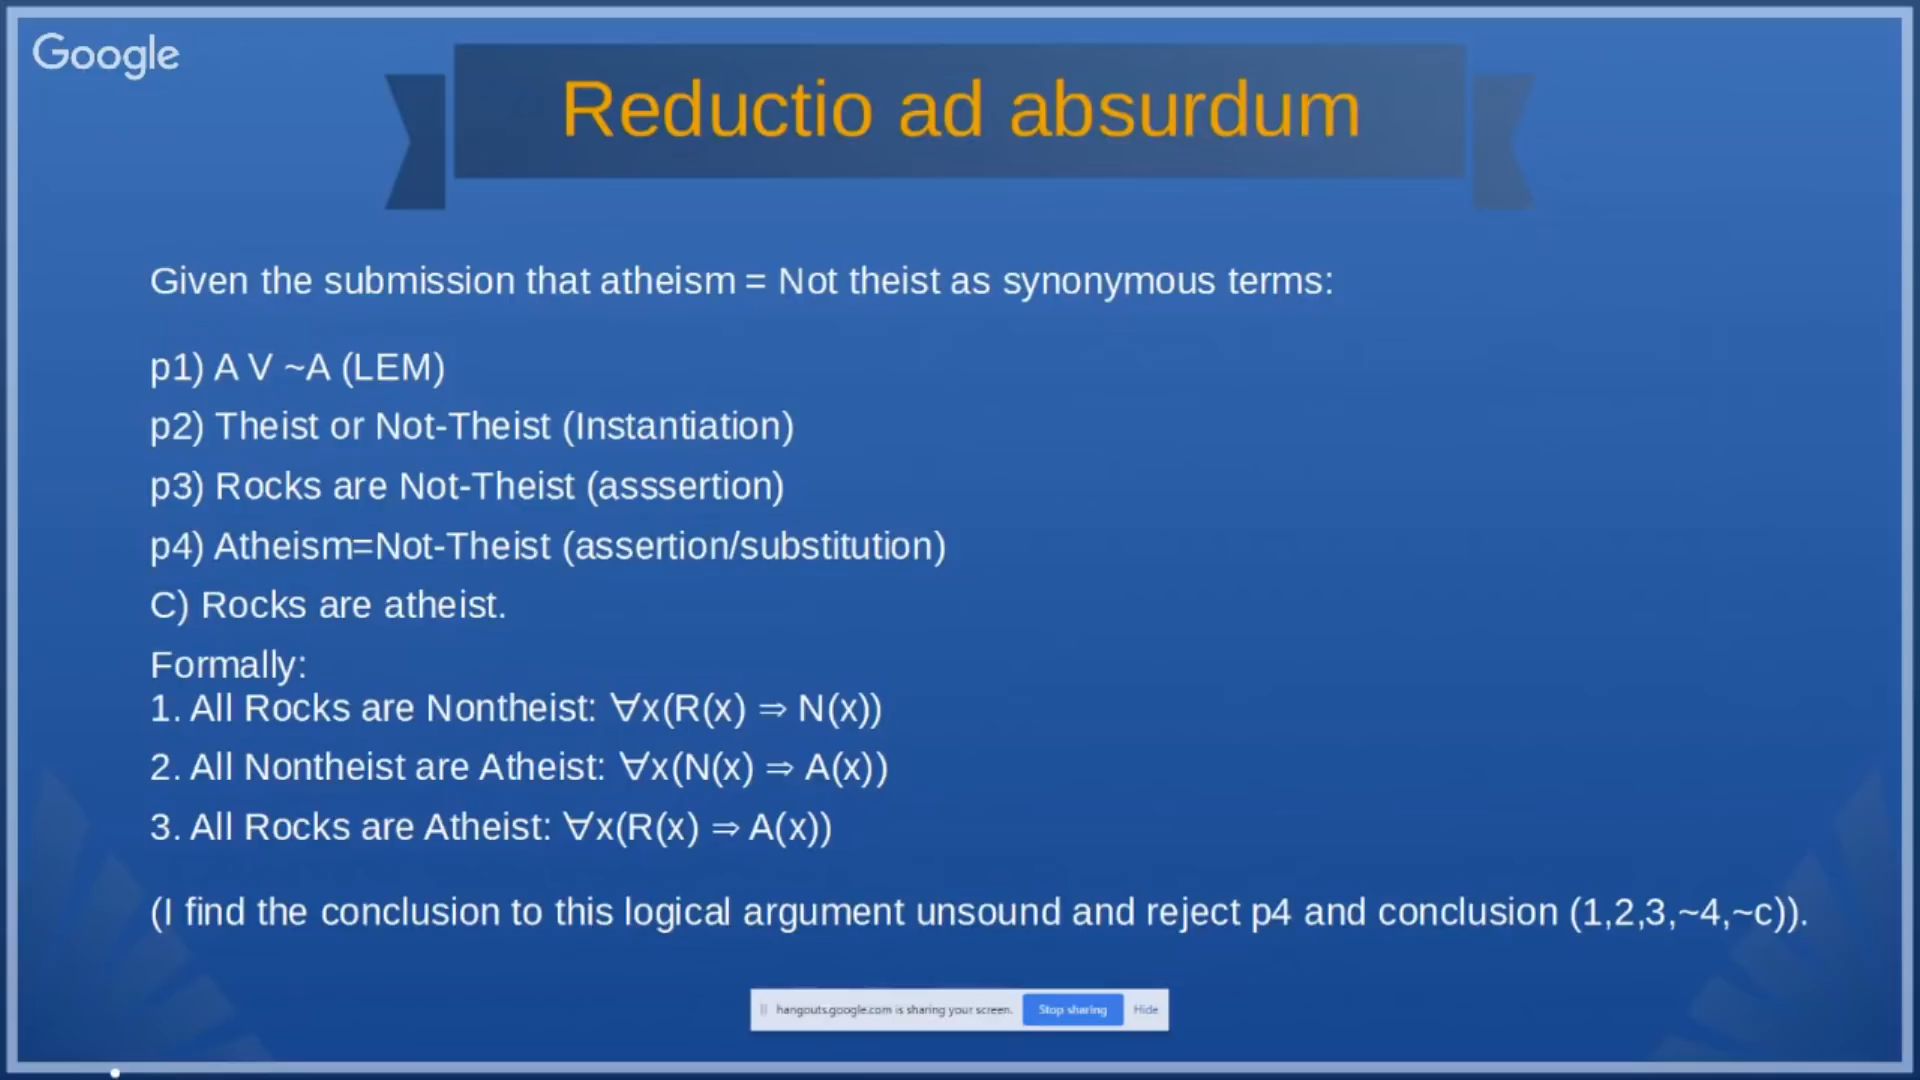 Google
Reductio ad absurdum
Given the submission that atheism = Not theist as synonymous terms:
p1) A V ~A (LEM)
p2) Theist or Not-Theist (Instantiation)
p3) Rocks are Not-Theist (asssertion)
p4) Atheism=Not-Theist (assertion/substitution)
C) Rocks are atheist.
Formally:
1. All Rocks are Nontheist: ∀x(R(x) ⇒ N(x))
2. All Nontheist are Atheist: ∀x(N(x) ⇒ A(x))
3. All Rocks are Atheist: ∀x(R(x) ⇒ A(x))
(I find the conclusion to this logical argument unsound and reject p4 and conclusion (1,2,3,~4,~c)).
hangouts.google.com is sharing your screen. Stop sharing Hide